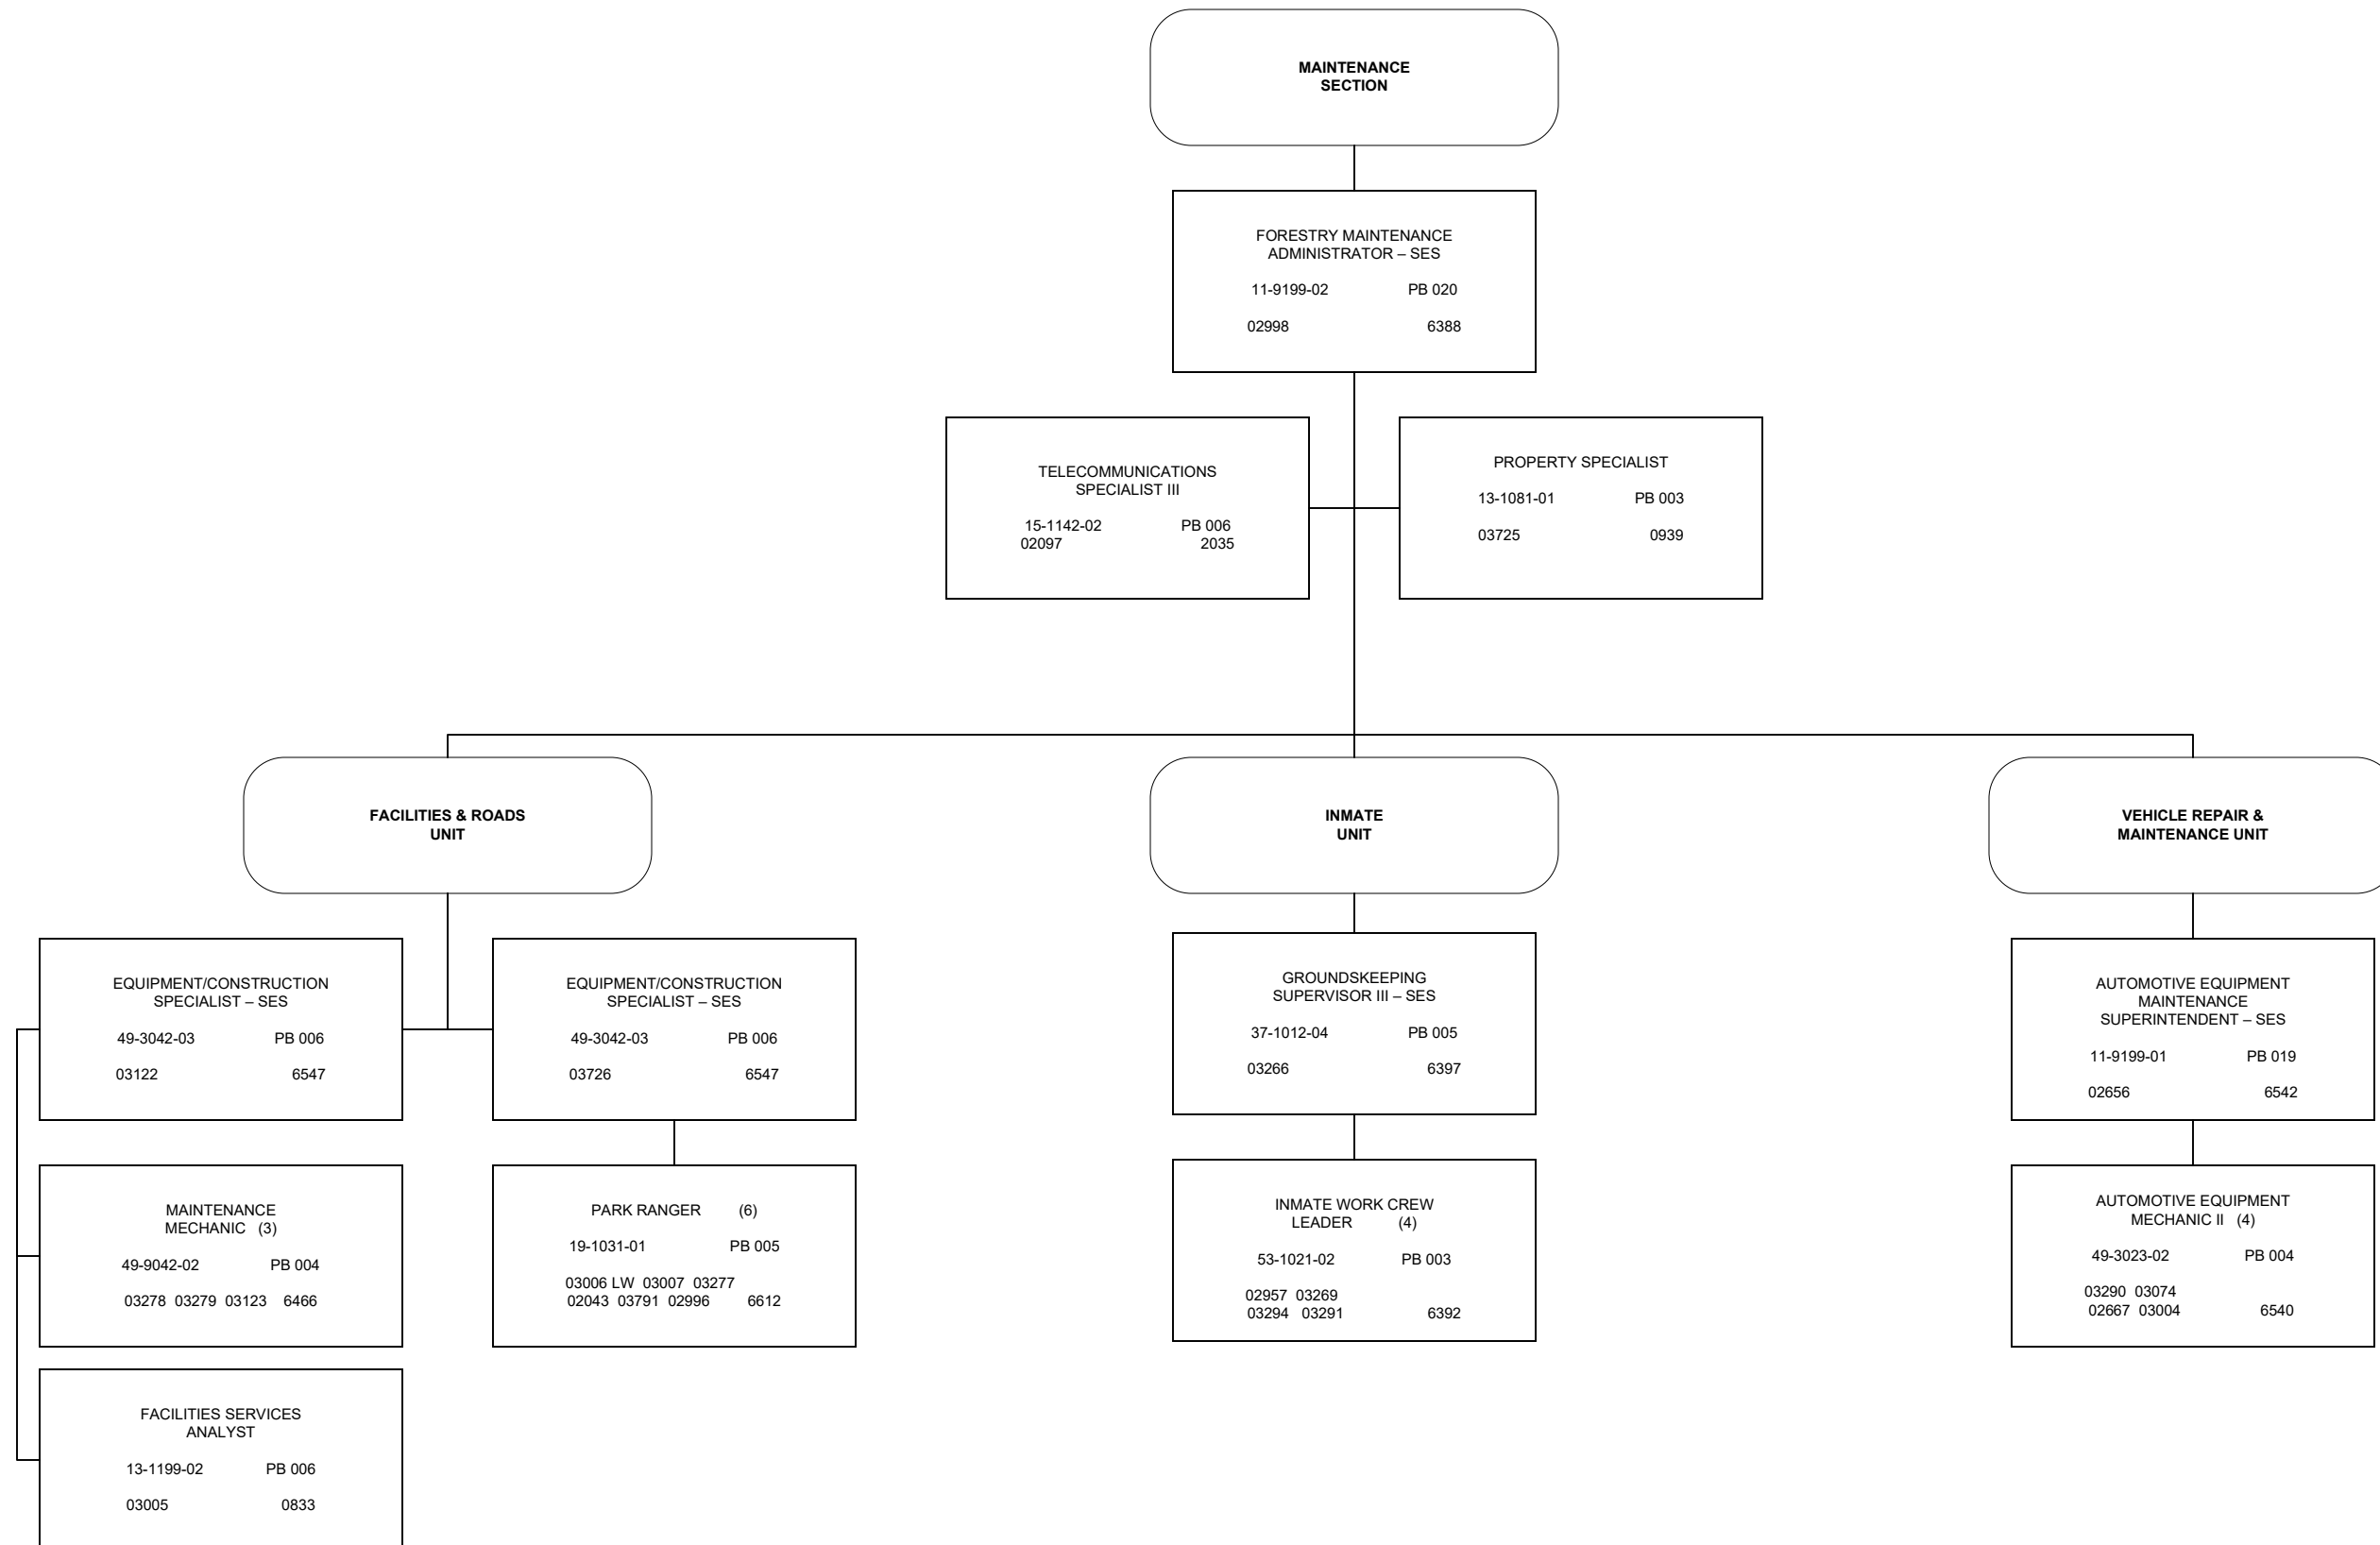 MAINTENANCE
SECTION
FORESTRY MAINTENANCE
ADMINISTRATOR – SES
11-9199-02 PB 020
02998 6388
TELECOMMUNICATIONS
SPECIALIST III
15-1142-02 PB 006
02097 2035
PROPERTY SPECIALIST
13-1081-01 PB 003
03725 0939
FACILITIES & ROADS
UNIT
INMATE
UNIT
VEHICLE REPAIR &
MAINTENANCE UNIT
EQUIPMENT/CONSTRUCTION
SPECIALIST – SES
49-3042-03 PB 006
03122 6547
EQUIPMENT/CONSTRUCTION
SPECIALIST – SES
49-3042-03 PB 006
03726 6547
GROUNDSKEEPING
SUPERVISOR III – SES
37-1012-04 PB 005
03266 6397
AUTOMOTIVE EQUIPMENT
MAINTENANCE
SUPERINTENDENT – SES
11-9199-01 PB 019
02656 6542
MAINTENANCE
MECHANIC (3)
49-9042-02 PB 004
03278 03279 03123 6466
PARK RANGER (6)
19-1031-01 PB 005
03006 LW 03007 03277
02043 03791 02996 6612
INMATE WORK CREW
LEADER (4)
53-1021-02 PB 003
02957 03269
03294 03291 6392
AUTOMOTIVE EQUIPMENT
MECHANIC II (4)
49-3023-02 PB 004
03290 03074
02667 03004 6540
FACILITIES SERVICES
ANALYST
13-1199-02 PB 006
03005 0833